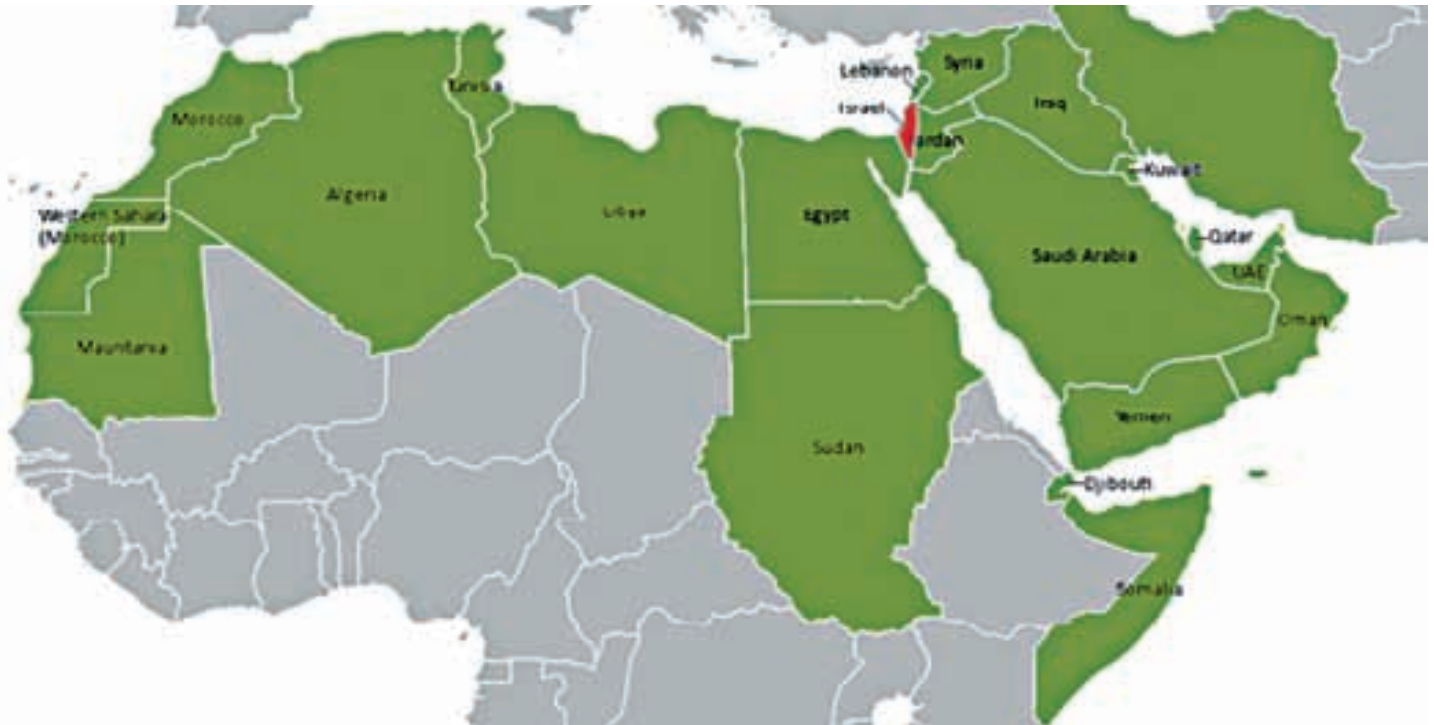 Morocco
Tunisia
Algeria
Western Sahara
(Morocco)
Mauritania
Libya
Egypt
Sudan
Lebanon
Syria
Israel
Iraq
Jordan
Kuwait
Saudi Arabia
Qatar
UAE
Oman
Yemen
Djibouti
Somalia